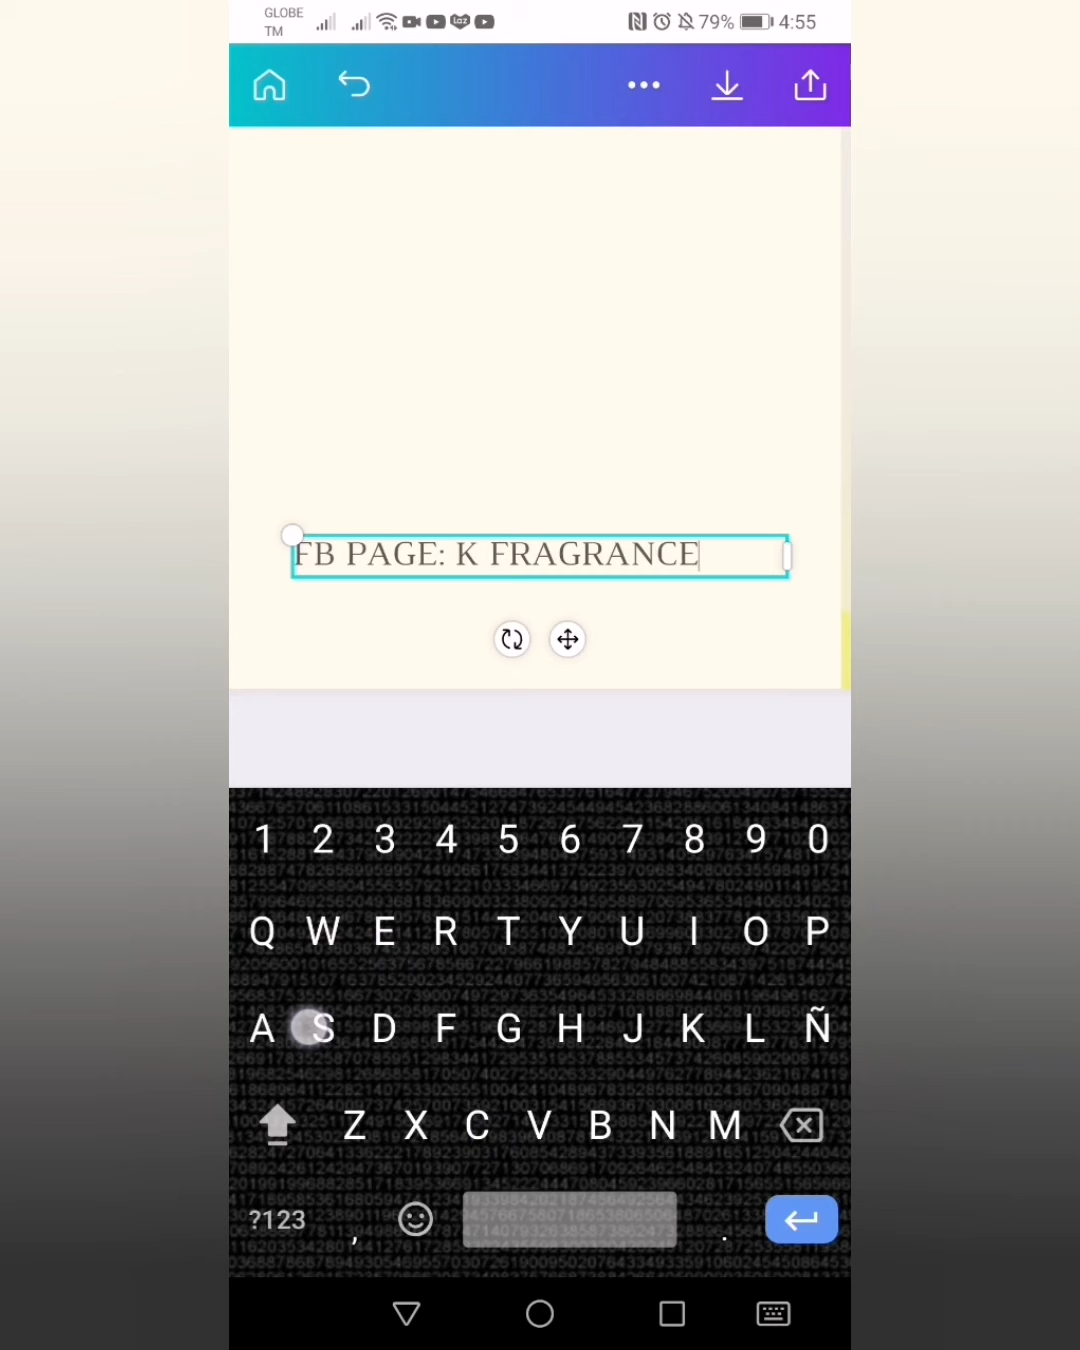 GLOBE
TM
79% 4:55
FB PAGE: K FRAGRANCE
1 2 3 4 5 6 7 8 9 0
Q W E R T Y U I O P
A S D F G H J K L Ñ
Z X C V B N M
?123 , .